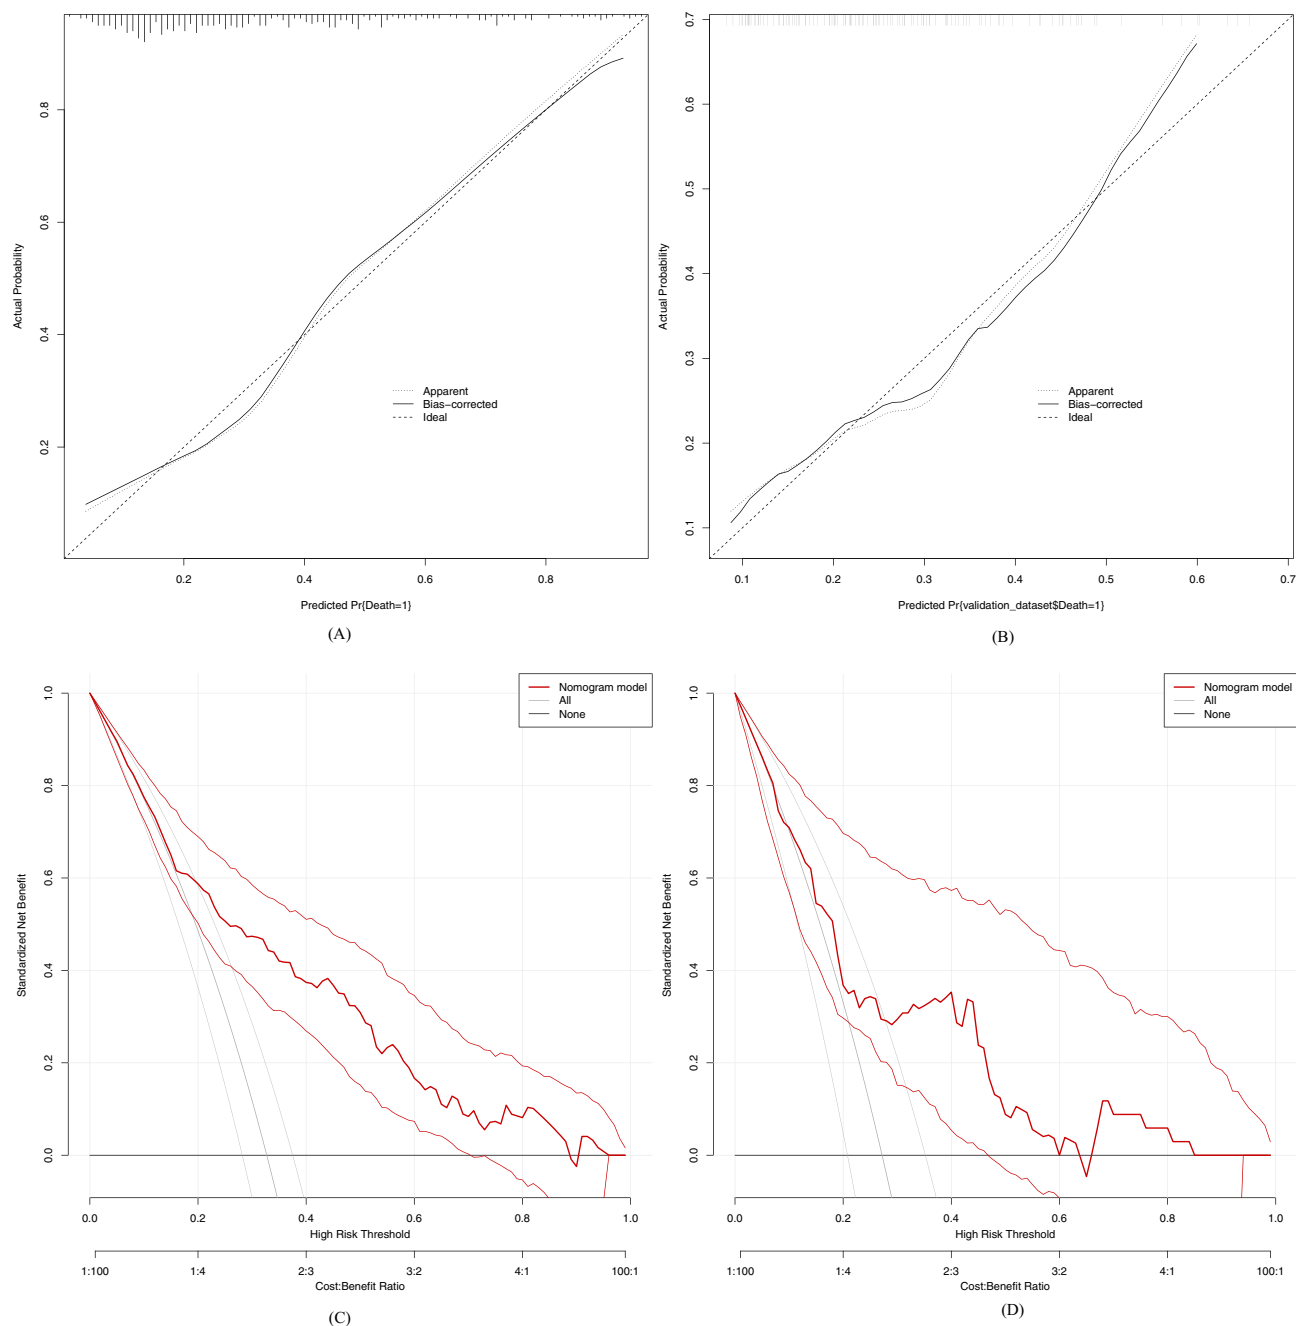 0.2 0.4 0.6 0.8
Actual Probability
Apparent
Bias−corrected
Ideal
0.2 0.4 0.6 0.8
Predicted Pr{Death=1}
(A)
0.1 0.2 0.3 0.4 0.5 0.6 0.7
Actual Probability
Apparent
Bias−corrected
Ideal
0.1 0.2 0.3 0.4 0.5 0.6 0.7
Predicted Pr{validation_dataset$Death=1}
(B)
Nomogram model
All
None
0.0 0.2 0.4 0.6 0.8 1.0
Standardized Net Benefit
0.0 0.2 0.4 0.6 0.8 1.0
High Risk Threshold
1:100 1:4 2:3 3:2 4:1 100:1
Cost:Benefit Ratio
(C)
Nomogram model
All
None
0.0 0.2 0.4 0.6 0.8 1.0
Standardized Net Benefit
0.0 0.2 0.4 0.6 0.8 1.0
High Risk Threshold
1:100 1:4 2:3 3:2 4:1 100:1
Cost:Benefit Ratio
(D)